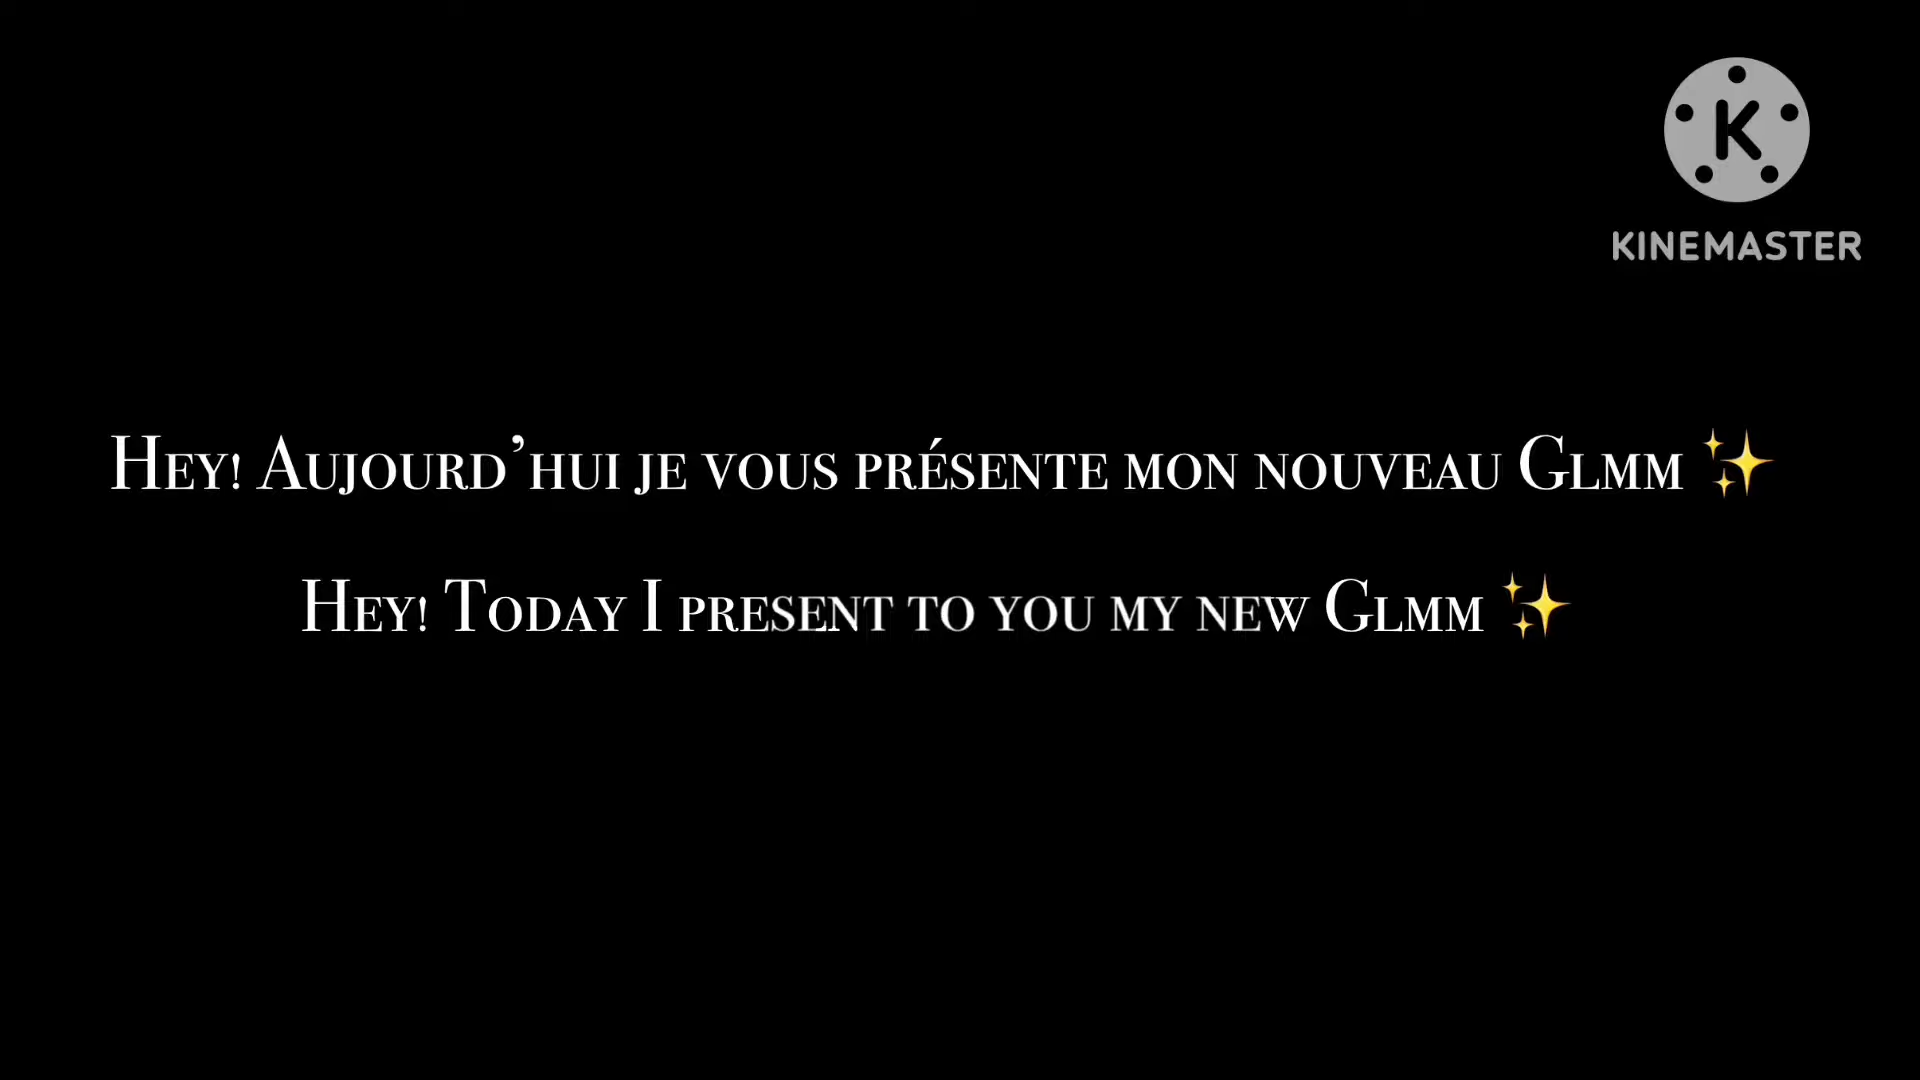 K
KINEMASTER
Hey! Aujourd’hui je vous présente mon nouveau Glmm ✨
Hey! Today I present to you my new Glmm ✨